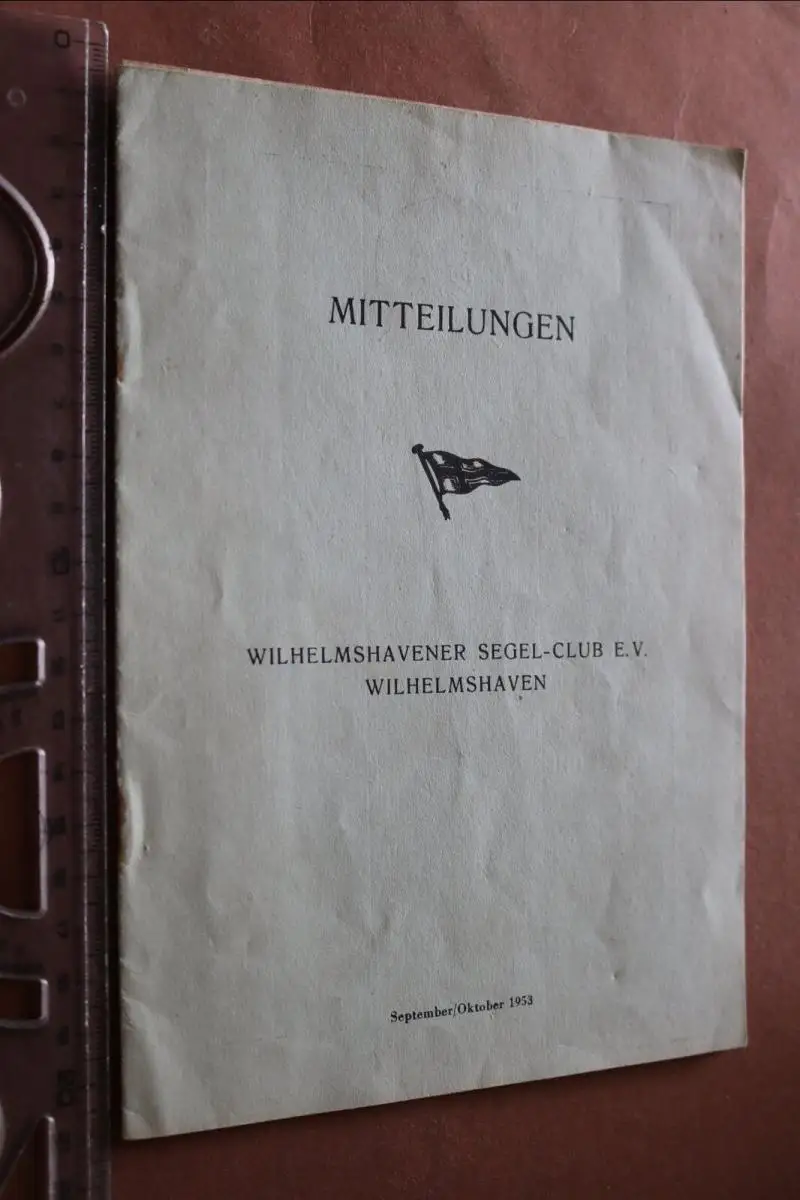 MITTEILUNGEN
WILHELMSHAVENER SEGEL-CLUB E.V.
WILHELMSHAVEN
September/Oktober 1953